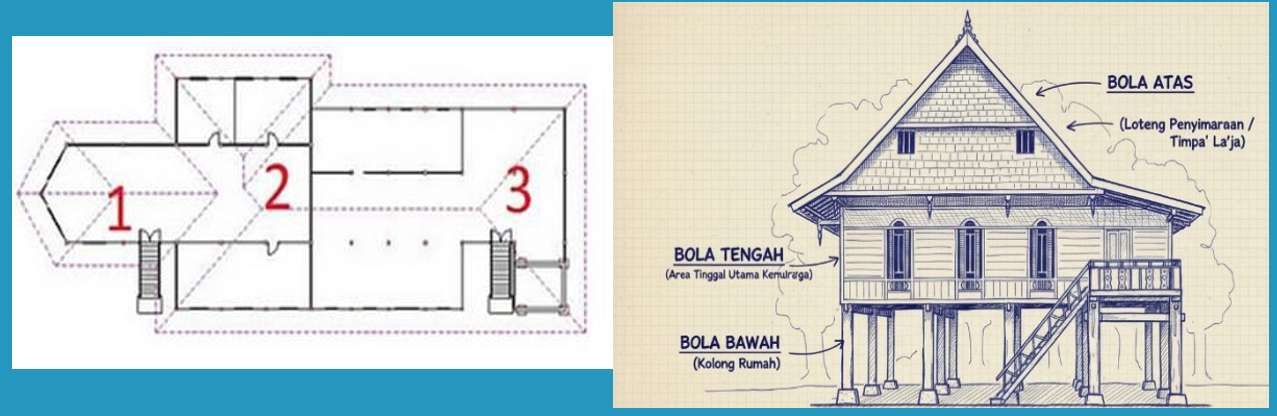 1
2
3
BOLA ATAS
(Loteng Penyimaraan /
Timpa' La'ja)
BOLA TENGAH
(Area Tinggal Utama Kemulraiga)
BOLA BAWAH
(Kolong Rumah)